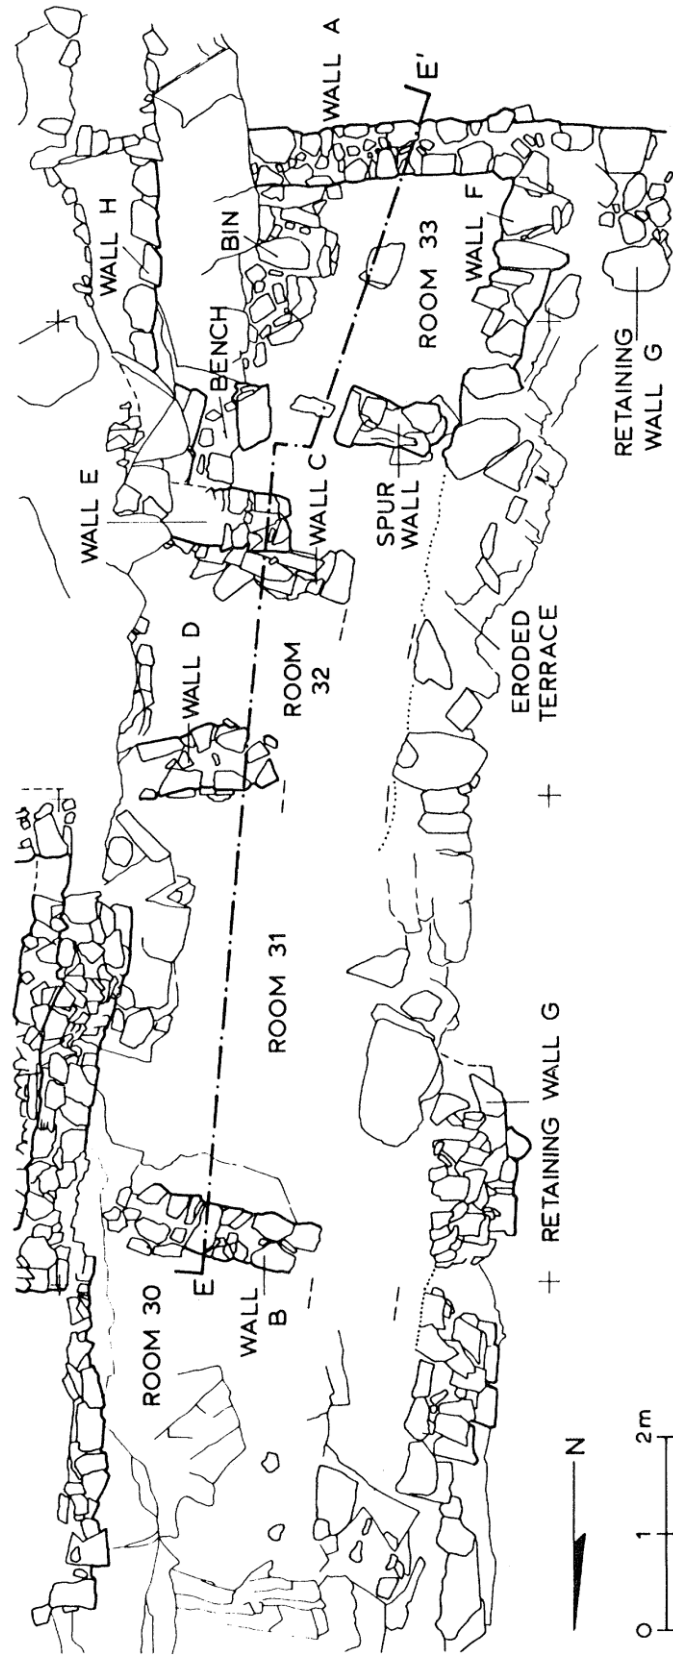 WALL H
WALL A
E'
BIN
BENCH
WALL F
ROOM 33
RETAINING
WALL G
WALL E
WALL C
SPUR
WALL
WALL D
ROOM
32
ERODED
TERRACE
ROOM 31
RETAINING WALL G
ROOM 30
E
WALL
B
N
0 1 2m